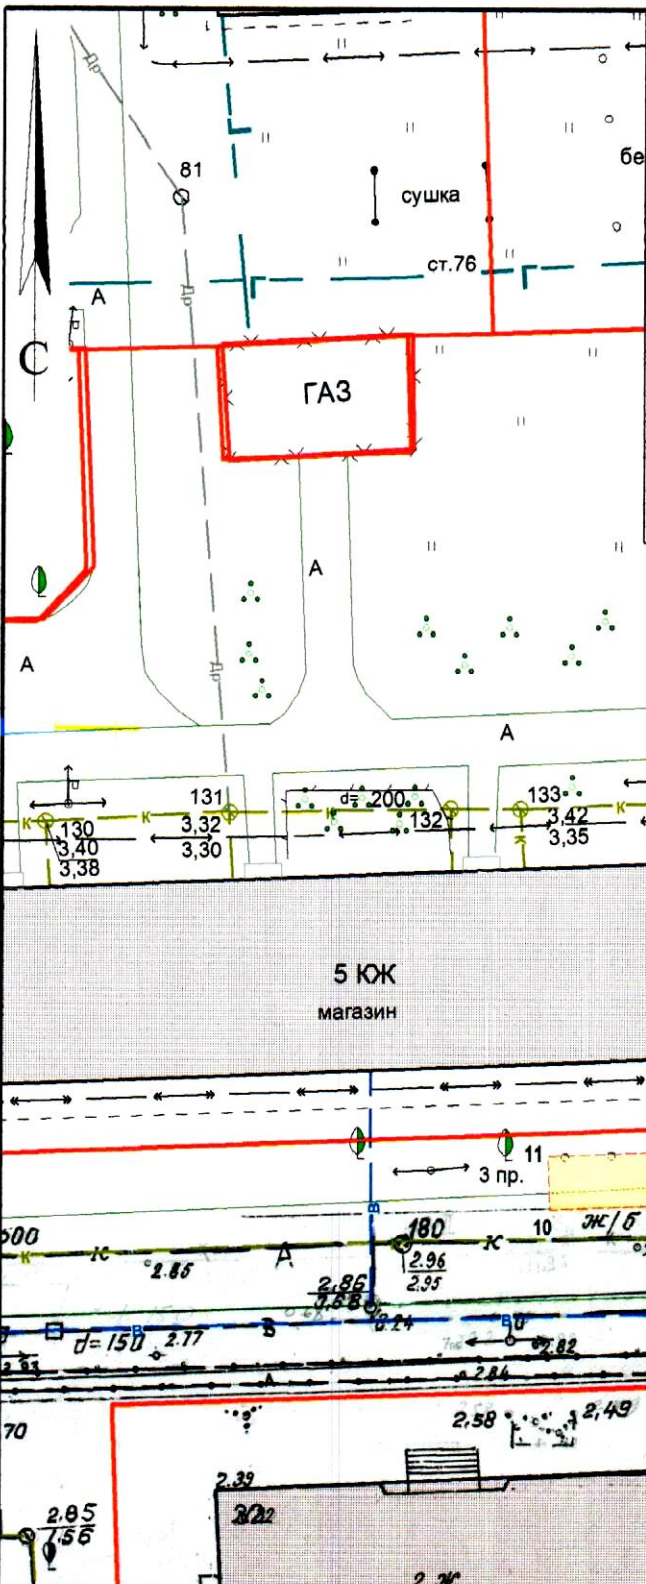 Др
81
сушка
бе
ст.76
А
Др
С
ГАЗ
А
А
Др
А
131
d= 200
133
К
130
3,32
К
132
3,42
К
3,40
3,30
3,35
3,38
К
5 КЖ
магазин
11
3 пр.
В
180
10
Ж/б
К
К
А
К
2.85
2.96
2.95
2,86
0.24
d=150
2.77
В
В
В
2.82
2.84
А
70
2,58
2,49
2.39
2.85
2 Ж